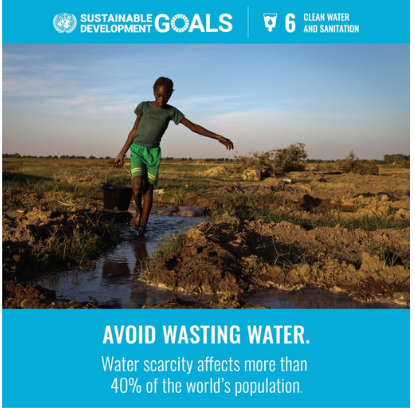 SUSTAINABLE
DEVELOPMENT
GOALS
6
CLEAN WATER
AND SANITATION
AVOID WASTING WATER.
Water scarcity affects more than
40% of the world's population.